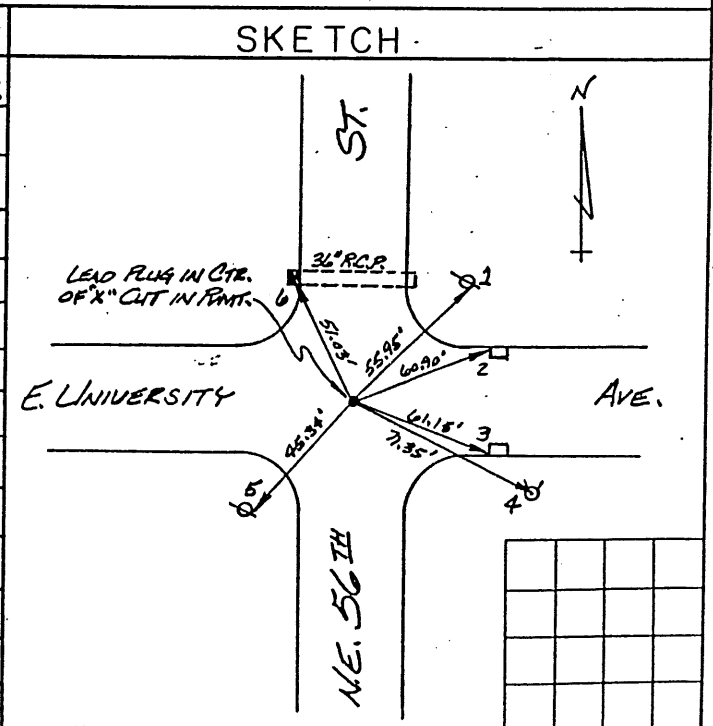 SKETCH
N
ST.
36" R.C.P.
LEAD PLUG IN CTR.
OF "X" CUT IN PVMT.
6
1
51.03'
55.95'
60.90'
2
E. UNIVERSITY
AVE.
61.15'
3
71.35'
45.34'
5
4
N.E. 56TH